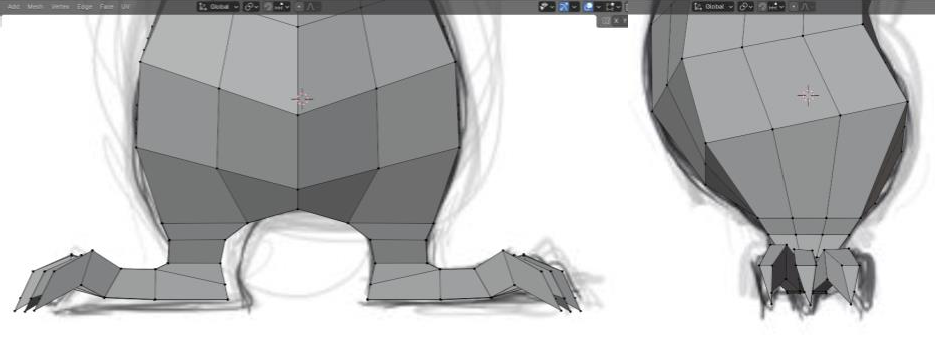 Add Mesh Vertex Edge Face UV Global Global
X Y